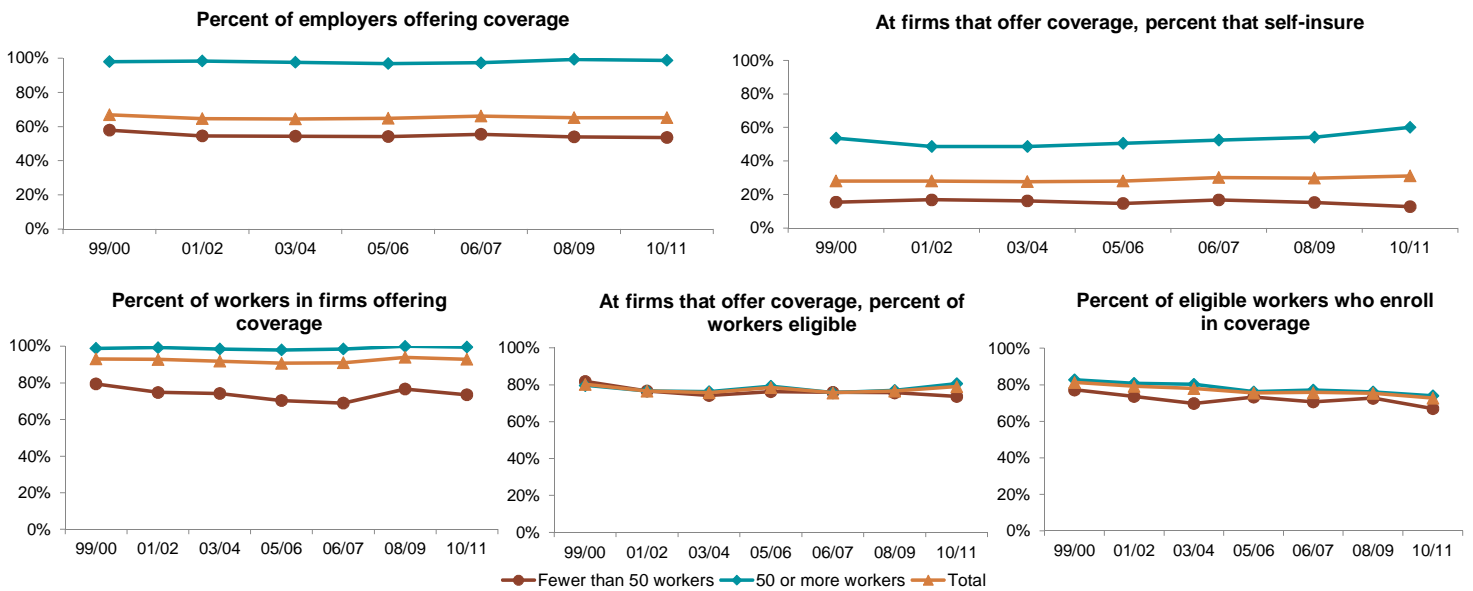 Percent of employers offering coverage
100%
80%
60%
40%
20%
0%
99/00 01/02 03/04 05/06 06/07 08/09 10/11
At firms that offer coverage, percent that self-insure
100%
80%
60%
40%
20%
0%
99/00 01/02 03/04 05/06 06/07 08/09 10/11
Percent of workers in firms offering
coverage
100%
80%
60%
40%
20%
0%
99/00 01/02 03/04 05/06 06/07 08/09 10/11
At firms that offer coverage, percent of
workers eligible
100%
80%
60%
40%
20%
0%
99/00 01/02 03/04 05/06 06/07 08/09 10/11
Percent of eligible workers who enroll
in coverage
100%
80%
60%
40%
20%
0%
99/00 01/02 03/04 05/06 06/07 08/09 10/11
Fewer than 50 workers 50 or more workers Total